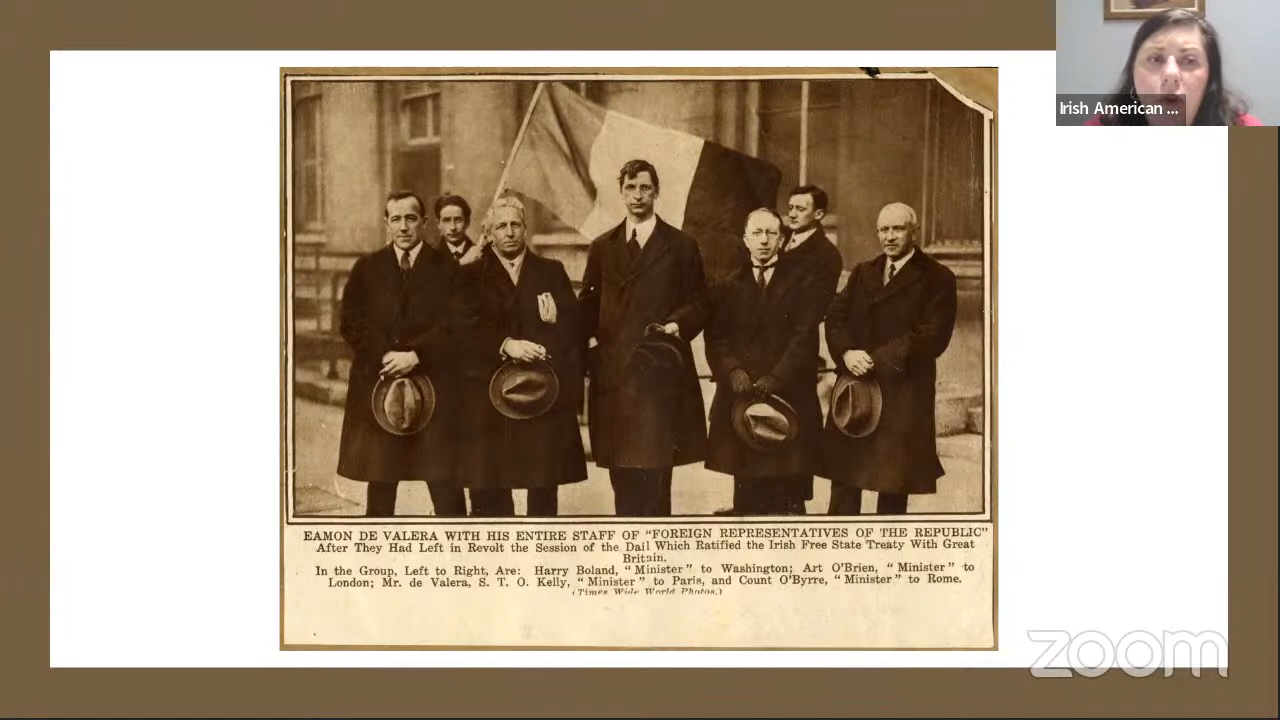 Irish American ...
EAMON DE VALERA WITH HIS ENTIRE STAFF OF “FOREIGN REPRESENTATIVES OF THE REPUBLIC”
After They Had Left in Revolt the Session of the Dail Which Ratified the Irish Free State Treaty With Great
Britain.
In the Group, Left to Right, Are: Harry Boland, “Minister” to Washington; Art O’Brien, “Minister” to
London; Mr. de Valera, S. T. O. Kelly, “Minister” to Paris, and Count O’Byrre, “Minister” to Rome.
(Times Wide World Photos.)
zoom